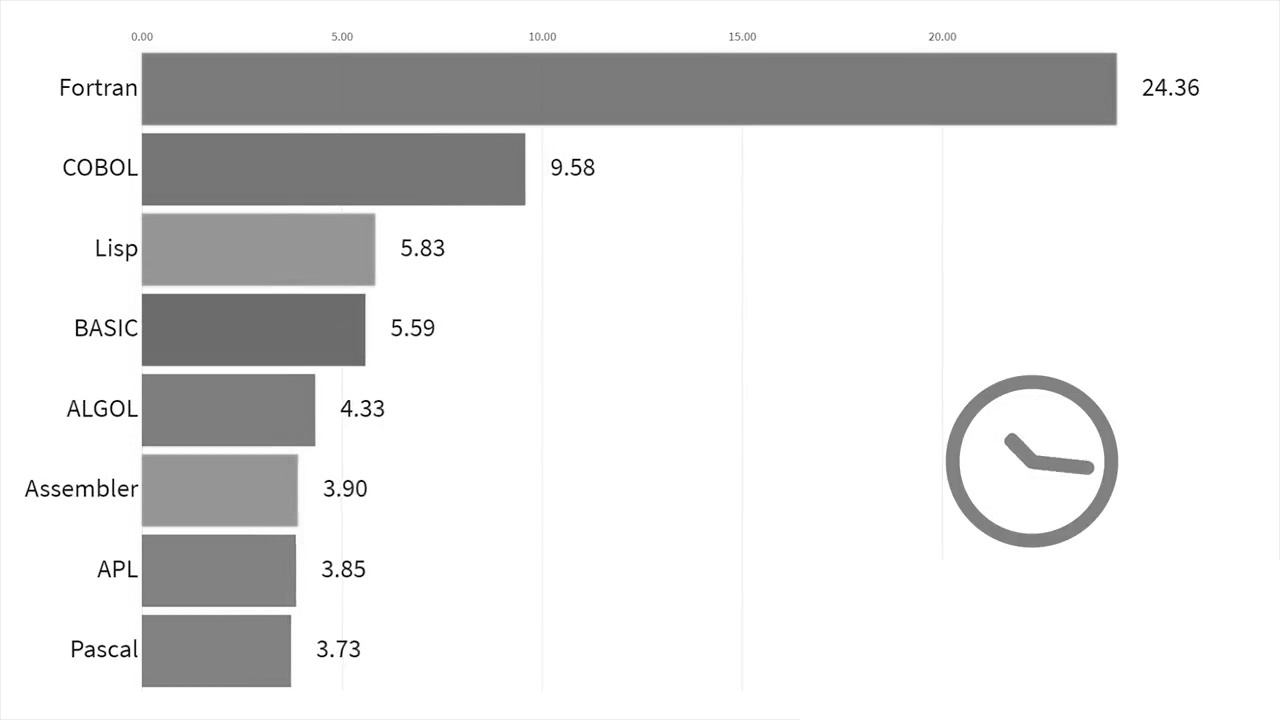 0.00 5.00 10.00 15.00 20.00
Fortran 24.36
COBOL 9.58
Lisp 5.83
BASIC 5.59
ALGOL 4.33
Assembler 3.90
APL 3.85
Pascal 3.73